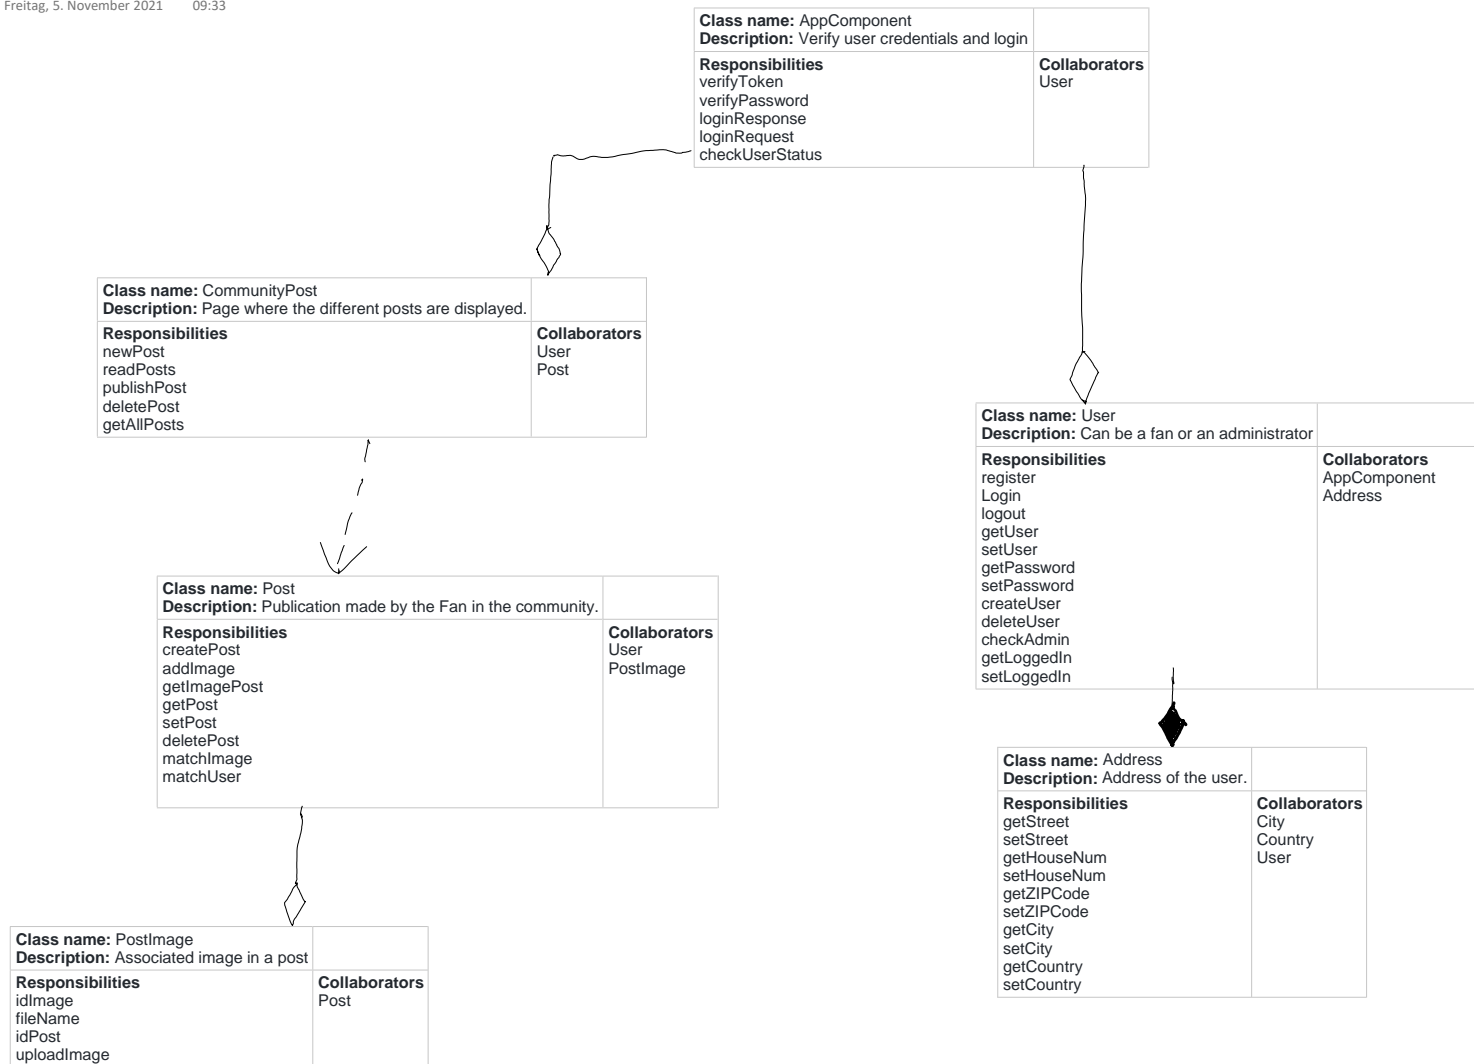 Freitag, 5. November 2021 09:33
Class name: AppComponent
Description: Verify user credentials and login
Responsibilities
verifyToken
verifyPassword
loginResponse
loginRequest
checkUserStatus
Collaborators
User
Class name: CommunityPost
Description: Page where the different posts are displayed.
Responsibilities
newPost
readPosts
publishPost
deletePost
getAllPosts
Collaborators
User
Post
Class name: User
Description: Can be a fan or an administrator
Responsibilities
register
Login
logout
getUser
setUser
getPassword
setPassword
createUser
deleteUser
checkAdmin
getLoggedIn
setLoggedIn
Collaborators
AppComponent
Address
Class name: Post
Description: Publication made by the Fan in the community.
Responsibilities
createPost
addImage
getImagePost
getPost
setPost
deletePost
matchImage
matchUser
Collaborators
User
PostImage
Class name: Address
Description: Address of the user.
Responsibilities
getStreet
setStreet
getHouseNum
setHouseNum
getZIPCode
setZIPCode
getCity
setCity
getCountry
setCountry
Collaborators
City
Country
User
Class name: PostImage
Description: Associated image in a post
Responsibilities
idImage
fileName
idPost
uploadImage
Collaborators
Post